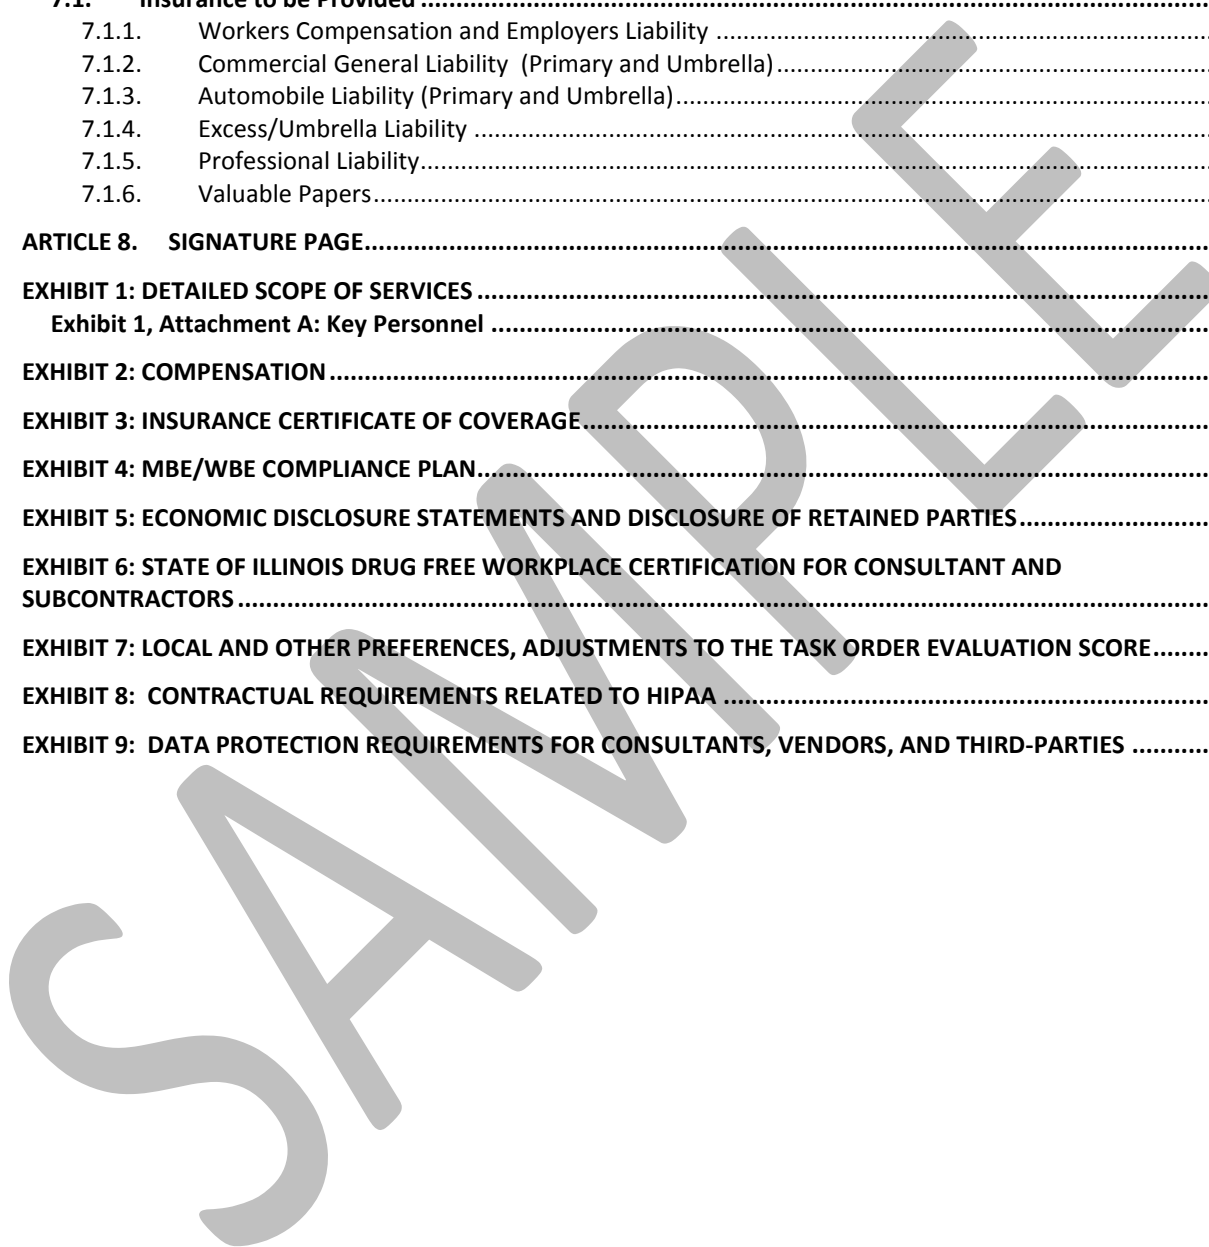 7.1. Insurance to be Provided ................................................................
7.1.1. Workers Compensation and Employers Liability ................................................................
7.1.2. Commercial General Liability (Primary and Umbrella) ................................................................
7.1.3. Automobile Liability (Primary and Umbrella) ................................................................
7.1.4. Excess/Umbrella Liability ................................................................
7.1.5. Professional Liability ................................................................
7.1.6. Valuable Papers ................................................................
ARTICLE 8. SIGNATURE PAGE ................................................................
EXHIBIT 1: DETAILED SCOPE OF SERVICES ................................................................
Exhibit 1, Attachment A: Key Personnel ................................................................
EXHIBIT 2: COMPENSATION ................................................................
EXHIBIT 3: INSURANCE CERTIFICATE OF COVERAGE ................................................................
EXHIBIT 4: MBE/WBE COMPLIANCE PLAN ................................................................
EXHIBIT 5: ECONOMIC DISCLOSURE STATEMENTS AND DISCLOSURE OF RETAINED PARTIES ................................
EXHIBIT 6: STATE OF ILLINOIS DRUG FREE WORKPLACE CERTIFICATION FOR CONSULTANT AND
SUBCONTRACTORS ................................................................
EXHIBIT 7: LOCAL AND OTHER PREFERENCES, ADJUSTMENTS TO THE TASK ORDER EVALUATION SCORE ........
EXHIBIT 8: CONTRACTUAL REQUIREMENTS RELATED TO HIPAA ................................................................
EXHIBIT 9: DATA PROTECTION REQUIREMENTS FOR CONSULTANTS, VENDORS, AND THIRD-PARTIES ...........
SAMPLE